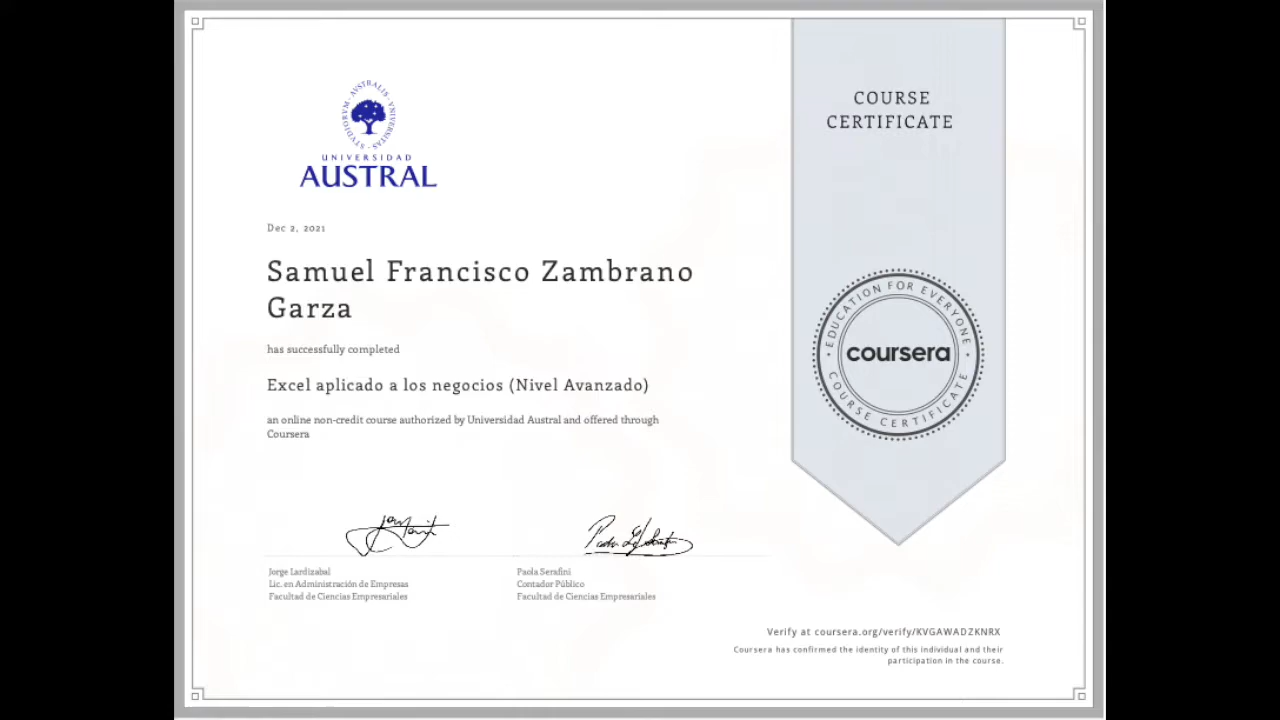 STVDIORVM · VNIVERSITAS · AVSTRALIS
UNIVERSIDAD
AUSTRAL
Dec 2, 2021
Samuel Francisco Zambrano
Garza
has successfully completed
Excel aplicado a los negocios (Nivel Avanzado)
an online non-credit course authorized by Universidad Austral and offered through
Coursera
Jorge Lardizabal
Lic. en Administración de Empresas
Facultad de Ciencias Empresariales
Paola Serafini
Contador Público
Facultad de Ciencias Empresariales
COURSE
CERTIFICATE
EDUCATION FOR EVERYONE
coursera
COURSE CERTIFICATE
Verify at coursera.org/verify/KVGAWADZKNRX
Coursera has confirmed the identity of this individual and their
participation in the course.